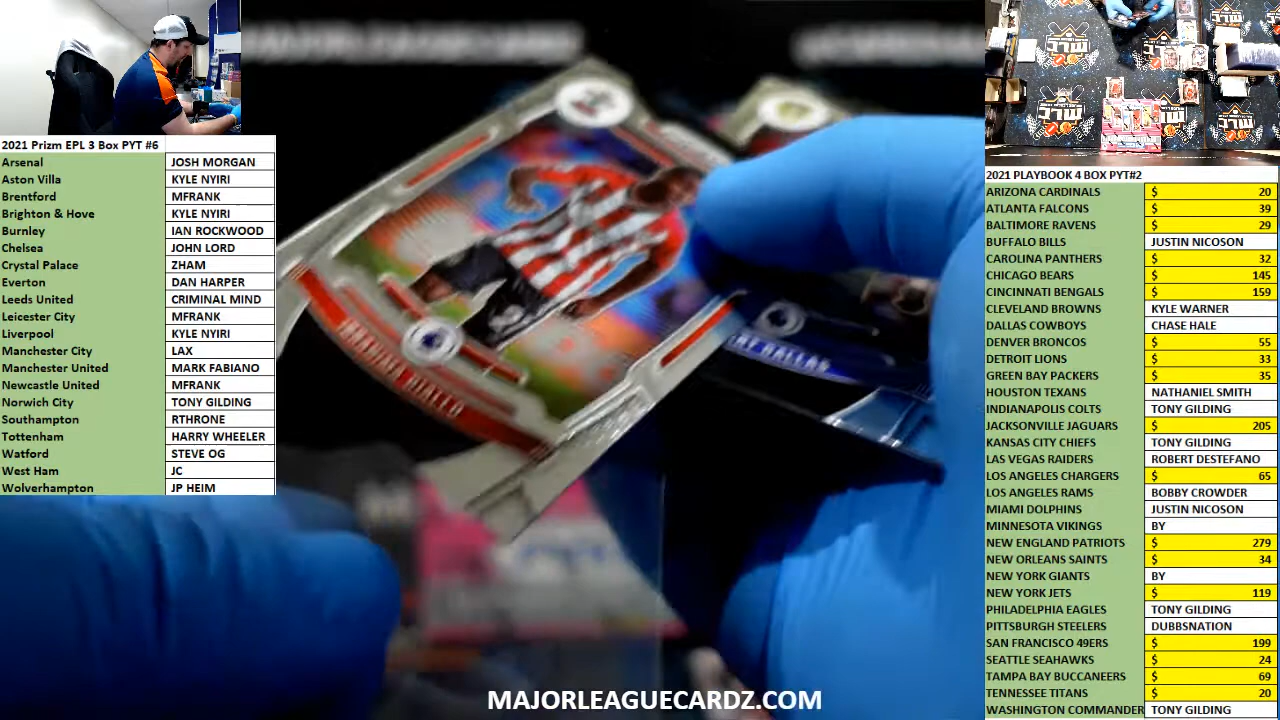 2021 Prizm EPL 3 Box PYT #6
Arsenal JOSH MORGAN
Aston Villa KYLE NYIRI
Brentford MFRANK
Brighton & Hove KYLE NYIRI
Burnley IAN ROCKWOOD
Chelsea JOHN LORD
Crystal Palace ZHAM
Everton DAN HARPER
Leeds United CRIMINAL MIND
Leicester City MFRANK
Liverpool KYLE NYIRI
Manchester City LAX
Manchester United MARK FABIANO
Newcastle United MFRANK
Norwich City TONY GILDING
Southampton RTHRONE
Tottenham HARRY WHEELER
Watford STEVE OG
West Ham JC
Wolverhampton JP HEIM
DALLAS
MAJORLEAGUECARDZ.COM
2021 PLAYBOOK 4 BOX PYT#2
ARIZONA CARDINALS $ 20
ATLANTA FALCONS $ 39
BALTIMORE RAVENS $ 29
BUFFALO BILLS JUSTIN NICOSON
CAROLINA PANTHERS $ 32
CHICAGO BEARS $ 145
CINCINNATI BENGALS $ 159
CLEVELAND BROWNS KYLE WARNER
DALLAS COWBOYS CHASE HALE
DENVER BRONCOS $ 55
DETROIT LIONS $ 33
GREEN BAY PACKERS $ 35
HOUSTON TEXANS NATHANIEL SMITH
INDIANAPOLIS COLTS TONY GILDING
JACKSONVILLE JAGUARS $ 205
KANSAS CITY CHIEFS TONY GILDING
LAS VEGAS RAIDERS ROBERT DESTEFANO
LOS ANGELES CHARGERS $ 65
LOS ANGELES RAMS BOBBY CROWDER
MIAMI DOLPHINS JUSTIN NICOSON
MINNESOTA VIKINGS BY
NEW ENGLAND PATRIOTS $ 279
NEW ORLEANS SAINTS $ 34
NEW YORK GIANTS BY
NEW YORK JETS $ 119
PHILADELPHIA EAGLES TONY GILDING
PITTSBURGH STEELERS DUBBSNATION
SAN FRANCISCO 49ERS $ 199
SEATTLE SEAHAWKS $ 24
TAMPA BAY BUCCANEERS $ 69
TENNESSEE TITANS $ 20
WASHINGTON COMMANDER TONY GILDING